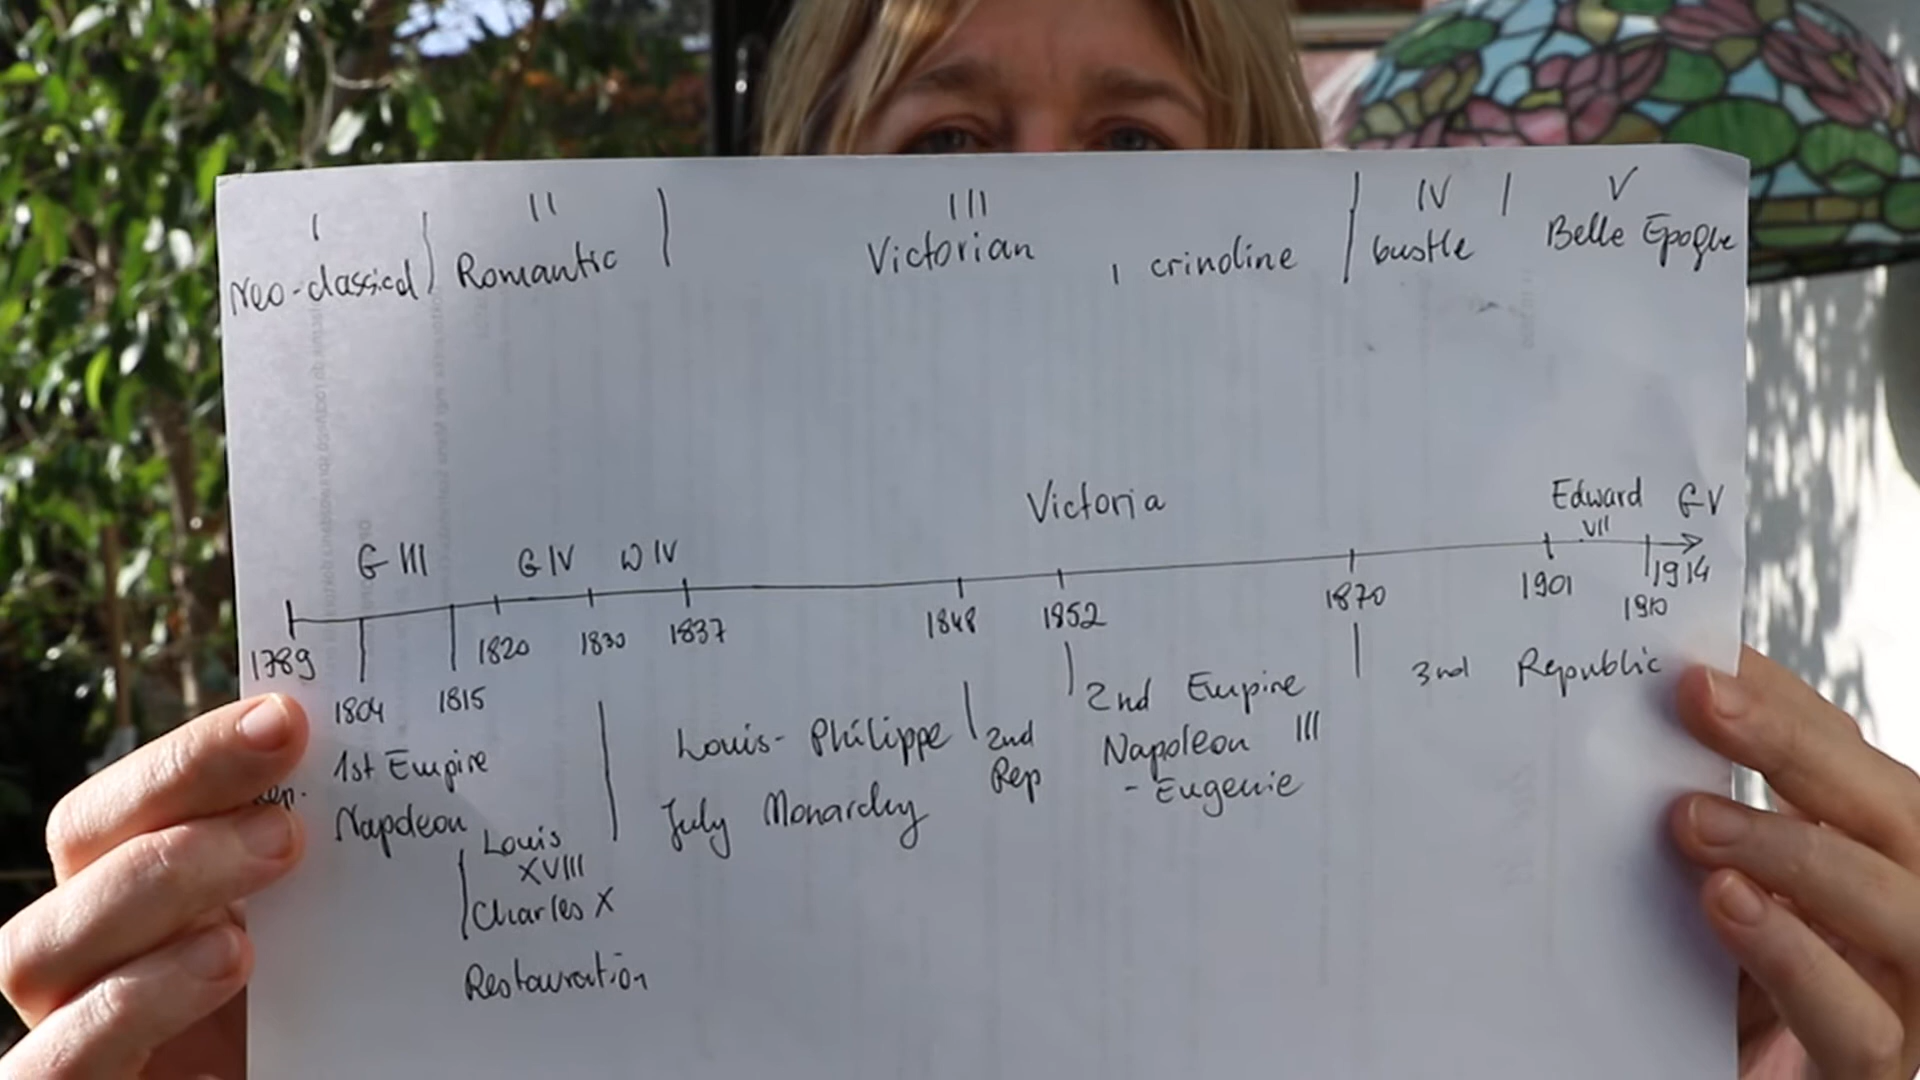 I II III IV V
Neo-classical Romantic Victorian crinoline bustle Belle Epoque
Victoria Edward VII G V
G III G IV W IV
1789 1804 1815 1820 1830 1837 1848 1852 1870 1901 1910 1914
1st Empire
Napoleon
Louis
XVIII
Charles X
Restauration
Louis-Philippe
July Monarchy
2nd
Rep
2nd Empire
Napoleon III
- Eugenie
3nd Republic